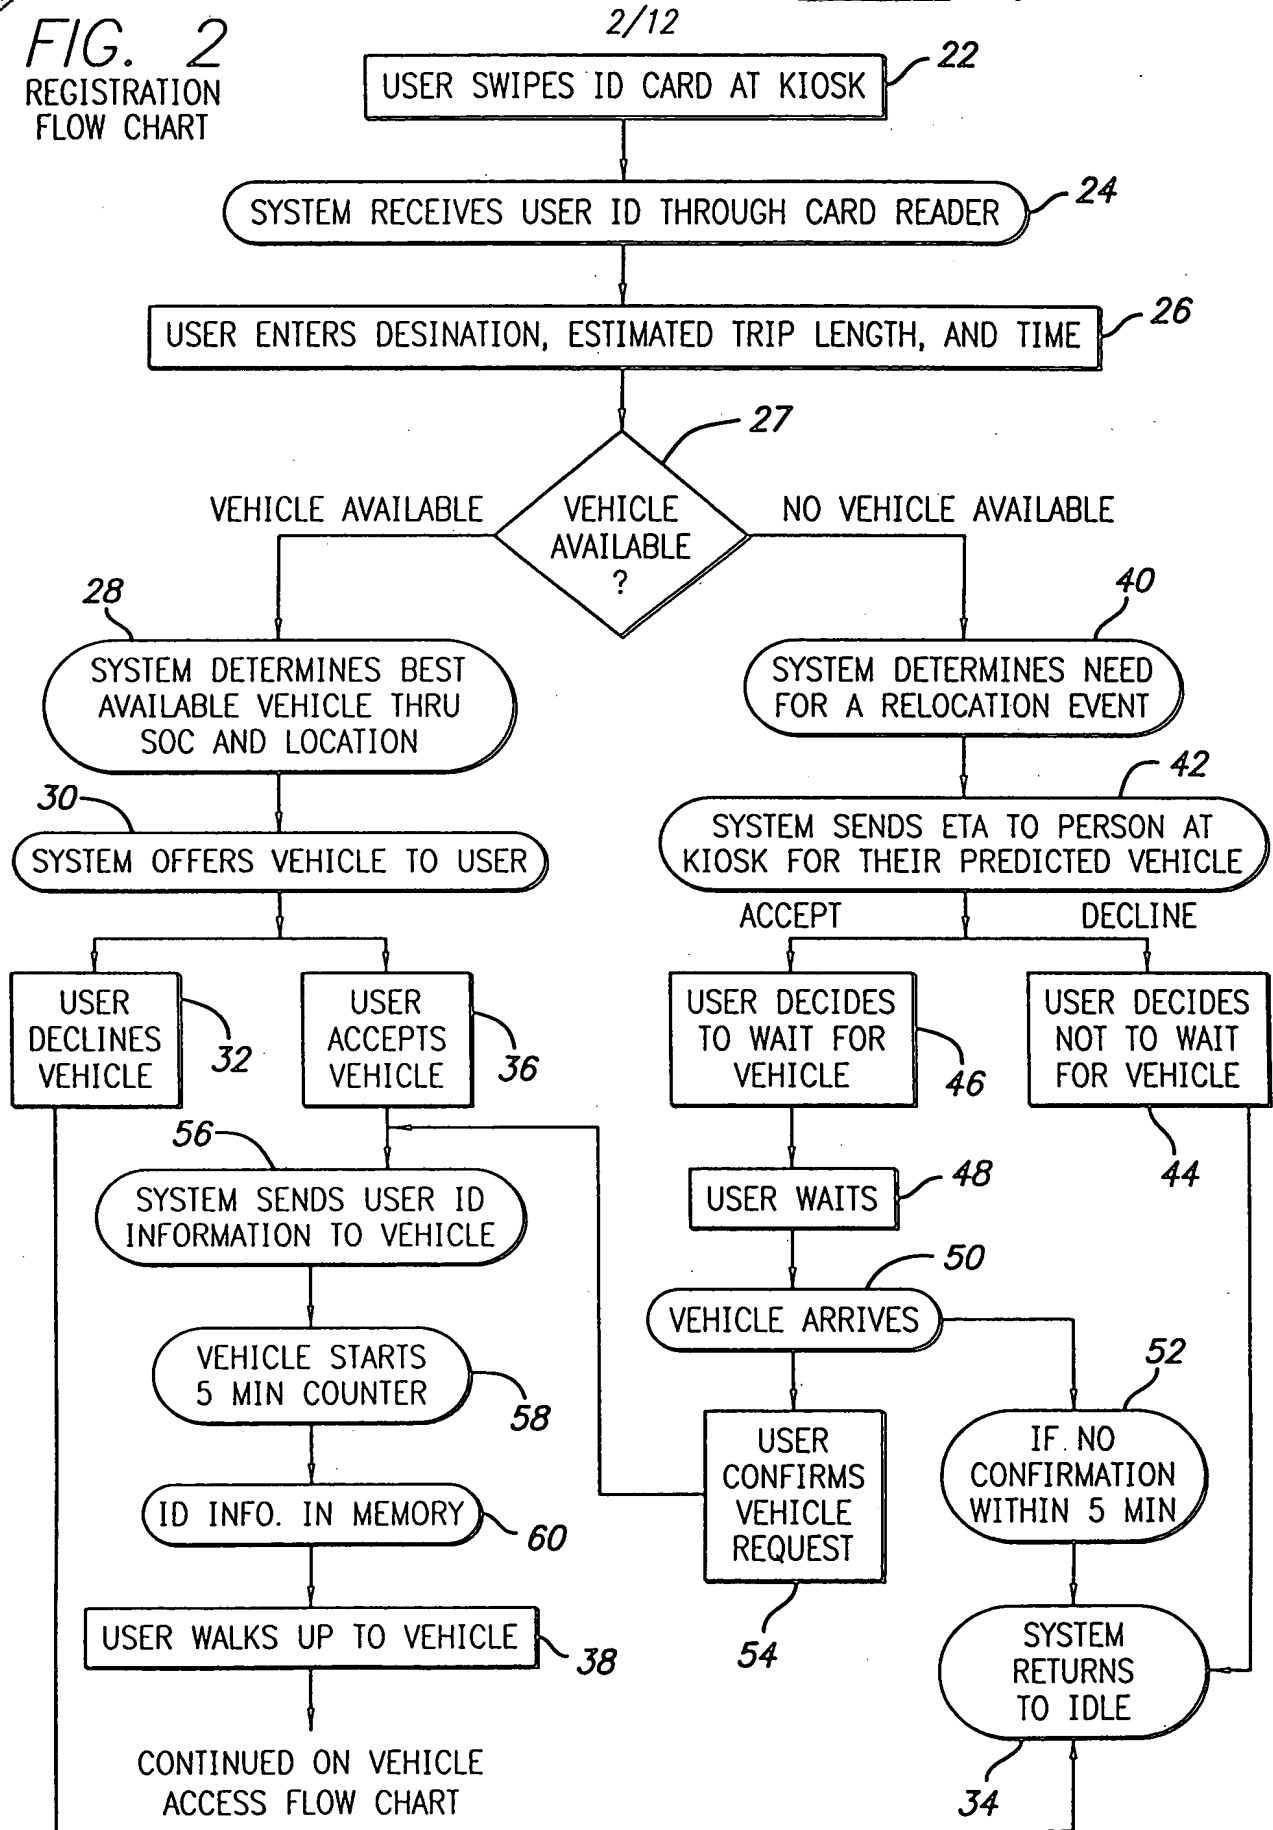 2/12
FIG. 2
REGISTRATION
FLOW CHART
USER SWIPES ID CARD AT KIOSK
22
SYSTEM RECEIVES USER ID THROUGH CARD READER
24
USER ENTERS DESINATION, ESTIMATED TRIP LENGTH, AND TIME
26
27
VEHICLE AVAILABLE
VEHICLE
AVAILABLE
?
NO VEHICLE AVAILABLE
28
SYSTEM DETERMINES BEST
AVAILABLE VEHICLE THRU
SOC AND LOCATION
40
SYSTEM DETERMINES NEED
FOR A RELOCATION EVENT
30
SYSTEM OFFERS VEHICLE TO USER
42
SYSTEM SENDS ETA TO PERSON AT
KIOSK FOR THEIR PREDICTED VEHICLE
ACCEPT
DECLINE
USER
DECLINES
VEHICLE
32
USER
ACCEPTS
VEHICLE
36
USER DECIDES
TO WAIT FOR
VEHICLE
46
USER DECIDES
NOT TO WAIT
FOR VEHICLE
44
56
SYSTEM SENDS USER ID
INFORMATION TO VEHICLE
USER WAITS
48
VEHICLE ARRIVES
50
VEHICLE STARTS
5 MIN COUNTER
58
USER
CONFIRMS
VEHICLE
REQUEST
54
52
IF NO
CONFIRMATION
WITHIN 5 MIN
ID INFO. IN MEMORY
60
USER WALKS UP TO VEHICLE
38
SYSTEM
RETURNS
TO IDLE
34
CONTINUED ON VEHICLE
ACCESS FLOW CHART